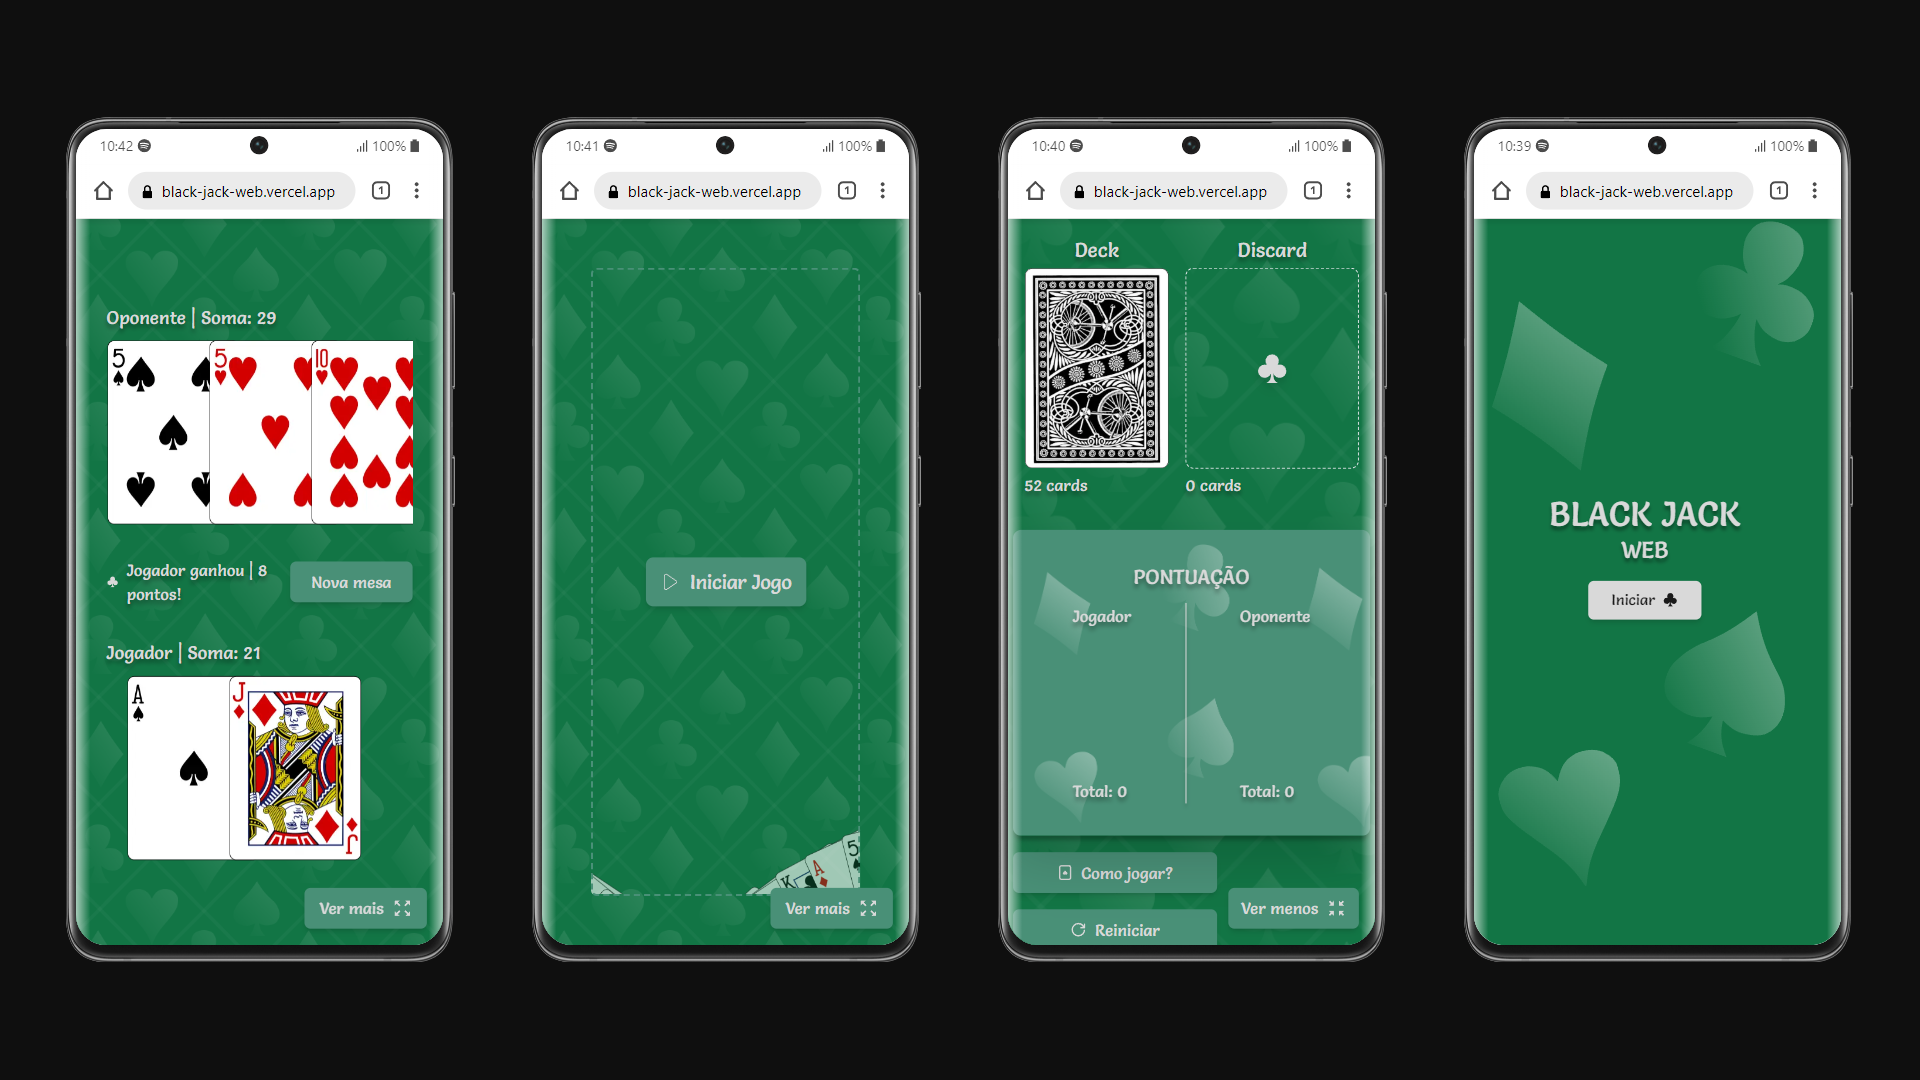 10:42
100%
black-jack-web.vercel.app
1
Oponente | Soma: 29
5
5
10
Jogador ganhou | 8
pontos!
Nova mesa
Jogador | Soma: 21
A
J
J
Ver mais
10:41
100%
black-jack-web.vercel.app
1
Iniciar Jogo
K
A
5
Ver mais
10:40
100%
black-jack-web.vercel.app
1
Deck
Discard
52 cards
0 cards
PONTUAÇÃO
Jogador
Oponente
Total: 0
Total: 0
Como jogar?
Ver menos
Reiniciar
10:39
100%
black-jack-web.vercel.app
1
BLACK JACK
WEB
Iniciar